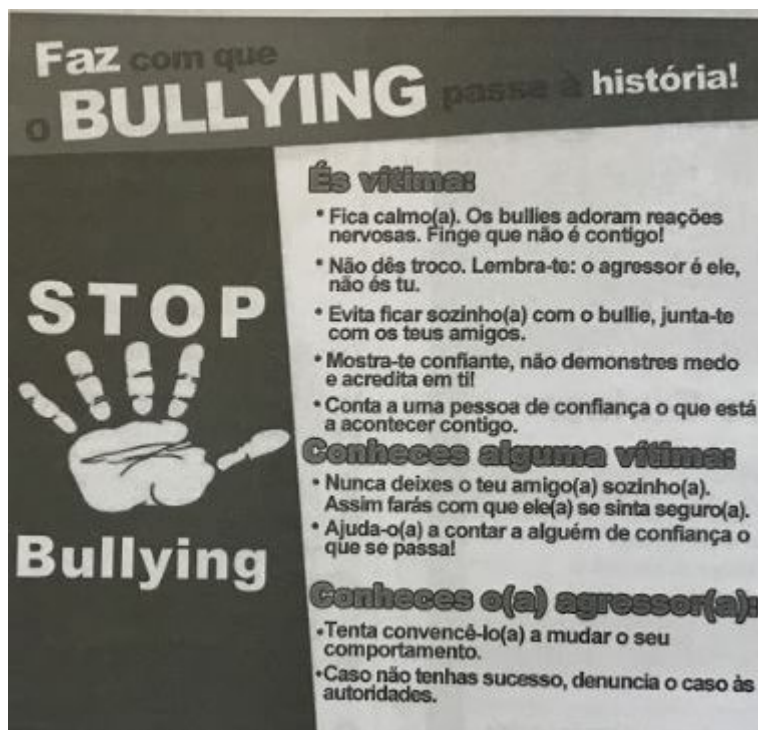 Faz com que
o BULLYING passe à história!
STOP
Bullying
És vítima:
• Fica calmo(a). Os bullies adoram reações
nervosas. Finge que não é contigo!
• Não dês troco. Lembra-te: o agressor é ele,
não és tu.
• Evita ficar sozinho(a) com o bullie, junta-te
com os teus amigos.
• Mostra-te confiante, não demonstres medo
e acredita em ti!
• Conta a uma pessoa de confiança o que está
a acontecer contigo.
Conheces alguma vítima:
• Nunca deixes o teu amigo(a) sozinho(a).
Assim farás com que ele(a) se sinta seguro(a).
• Ajuda-o(a) a contar a alguém de confiança o
que se passa!
Conheces o(a) agressor(a):
•Tenta convencê-lo(a) a mudar o seu
comportamento.
•Caso não tenhas sucesso, denuncia o caso às
autoridades.